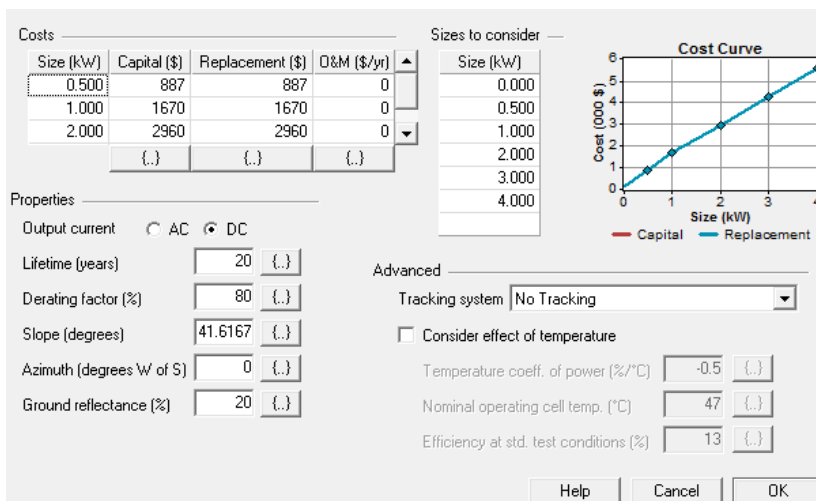 Costs
Size (kW) Capital ($) Replacement ($) O&M ($/yr)
0.500 887 887 0
1.000 1670 1670 0
2.000 2960 2960 0
{..} {..} {..}
Sizes to consider
Size (kW)
0.000
0.500
1.000
2.000
3.000
4.000
Cost Curve
Cost (000 $)
6
5
4
3
2
1
0
0 1 2 3 4
Size (kW)
Capital Replacement
Properties
Output current AC DC
Lifetime (years) 20 {..}
Derating factor (%) 80 {..}
Slope (degrees) 41.6167 {..}
Azimuth (degrees W of S) 0 {..}
Ground reflectance (%) 20 {..}
Advanced
Tracking system No Tracking
Consider effect of temperature
Temperature coeff. of power (%/°C) -0.5 {..}
Nominal operating cell temp. (°C) 47 {..}
Efficiency at std. test conditions (%) 13 {..}
Help Cancel OK